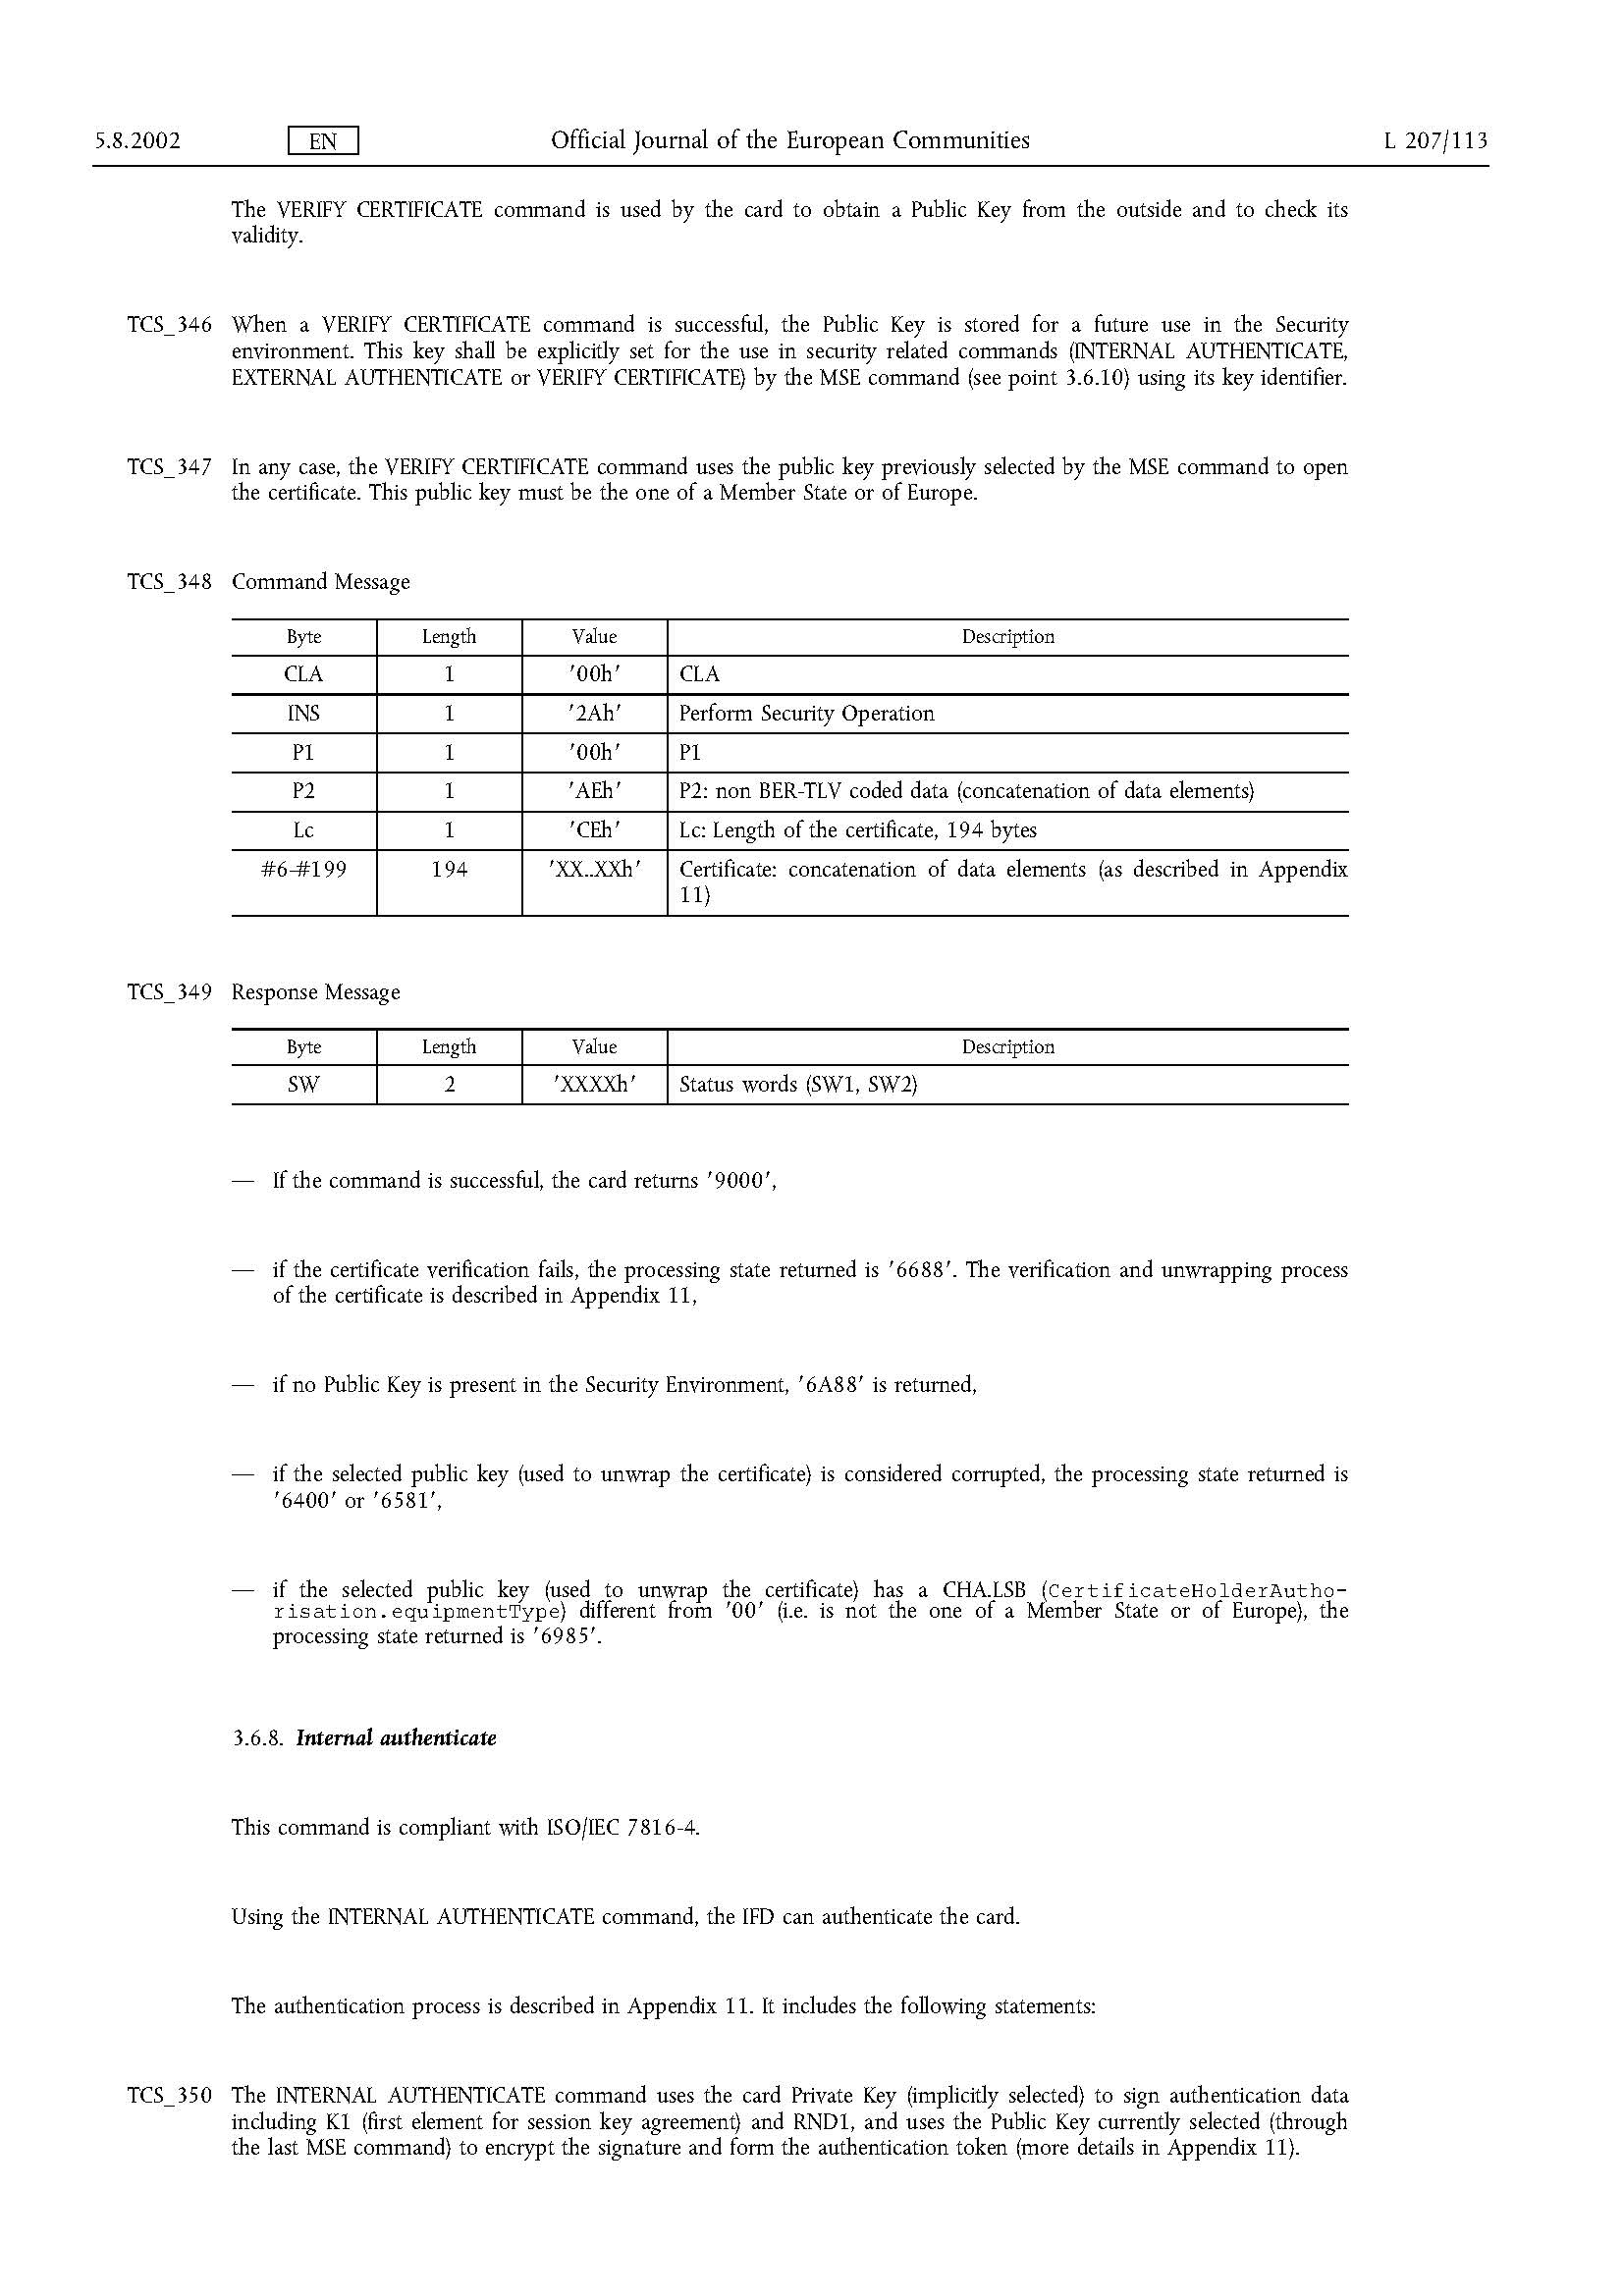 5.8.2002 EN Official Journal of the European Communities L 207/113
The VERIFY CERTIFICATE command is used by the card to obtain a Public Key from the outside and to check its
validity.
TCS_346 When a VERIFY CERTIFICATE command is successful, the Public Key is stored for a future use in the Security
environment. This key shall be explicitly set for the use in security related commands (INTERNAL AUTHENTICATE,
EXTERNAL AUTHENTICATE or VERIFY CERTIFICATE) by the MSE command (see point 3.6.10) using its key identifier.
TCS_347 In any case, the VERIFY CERTIFICATE command uses the public key previously selected by the MSE command to open
the certificate. This public key must be the one of a Member State or of Europe.
TCS_348 Command Message
Byte Length Value Description
CLA 1 '00h' CLA
INS 1 '2Ah' Perform Security Operation
P1 1 '00h' P1
P2 1 'AEh' P2: non BER-TLV coded data (concatenation of data elements)
Lc 1 'CEh' Lc: Length of the certificate, 194 bytes
#6-#199 194 'XX..XXh' Certificate: concatenation of data elements (as described in Appendix
11)
TCS_349 Response Message
Byte Length Value Description
SW 2 'XXXXh' Status words (SW1, SW2)
— If the command is successful, the card returns '9000',
— if the certificate verification fails, the processing state returned is '6688'. The verification and unwrapping process
of the certificate is described in Appendix 11,
— if no Public Key is present in the Security Environment, '6A88' is returned,
— if the selected public key (used to unwrap the certificate) is considered corrupted, the processing state returned is
'6400' or '6581',
— if the selected public key (used to unwrap the certificate) has a CHA.LSB (CertificateHolderAutho-
risation.equipmentType) different from '00' (i.e. is not the one of a Member State or of Europe), the
processing state returned is '6985'.
3.6.8. Internal authenticate
This command is compliant with ISO/IEC 7816-4.
Using the INTERNAL AUTHENTICATE command, the IFD can authenticate the card.
The authentication process is described in Appendix 11. It includes the following statements:
TCS_350 The INTERNAL AUTHENTICATE command uses the card Private Key (implicitly selected) to sign authentication data
including K1 (first element for session key agreement) and RND1, and uses the Public Key currently selected (through
the last MSE command) to encrypt the signature and form the authentication token (more details in Appendix 11).